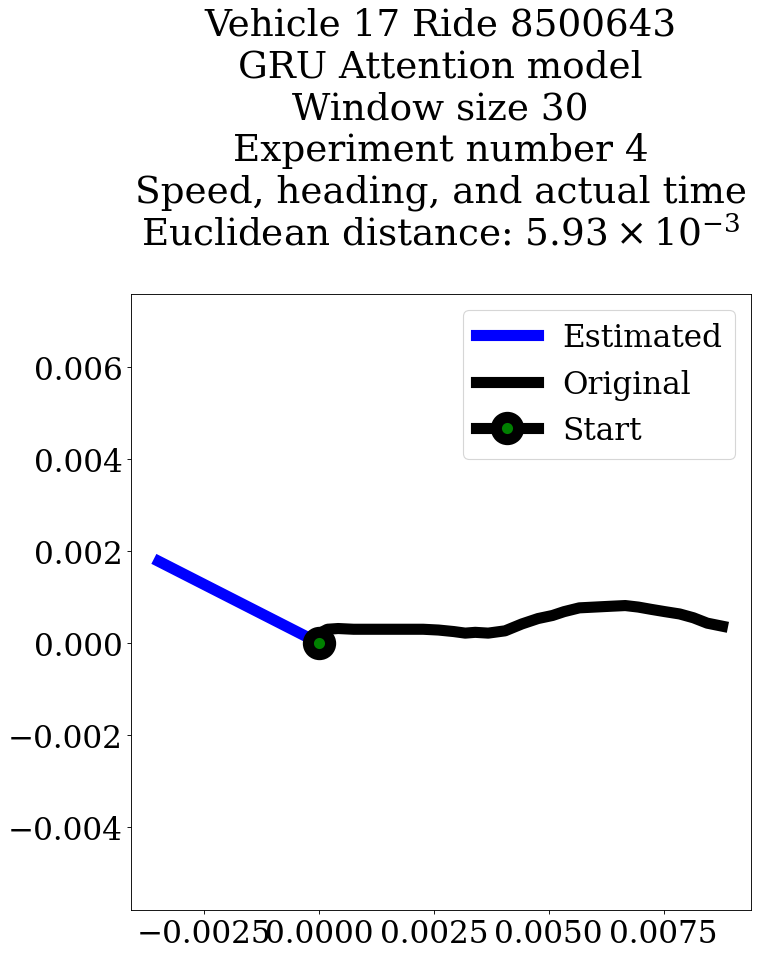 Vehicle 17 Ride 8500643
GRU Attention model
Window size 30
Experiment number 4
Speed, heading, and actual time
Euclidean distance: 5.93 × 10⁻³
Estimated
Original
Start
0.006
0.004
0.002
0.000
−0.002
−0.004
−0.0025
0.0000
0.0025
0.0050
0.0075